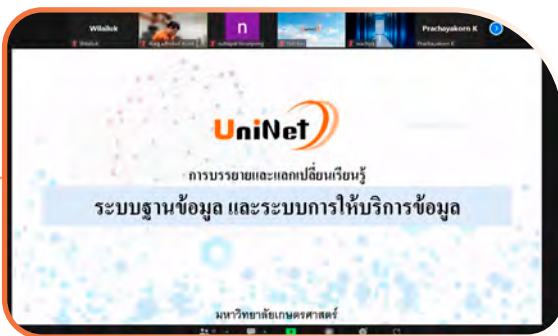 Wilailuk
n
Prachayakorn K
Wilailuk
Prachayakorn K
UniNet
การบรรยายและแลกเปลี่ยนเรียนรู้
ระบบฐานข้อมูล และระบบการให้บริการข้อมูล
มหาวิทยาลัยเกษตรศาสตร์